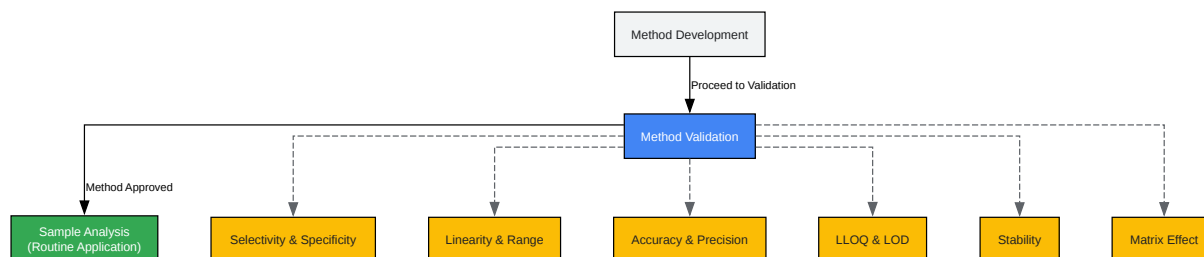 Method Development
Proceed to Validation
Method Validation
Method Approved
Sample Analysis
(Routine Application)
Selectivity & Specificity
Linearity & Range
Accuracy & Precision
LLOQ & LOD
Stability
Matrix Effect